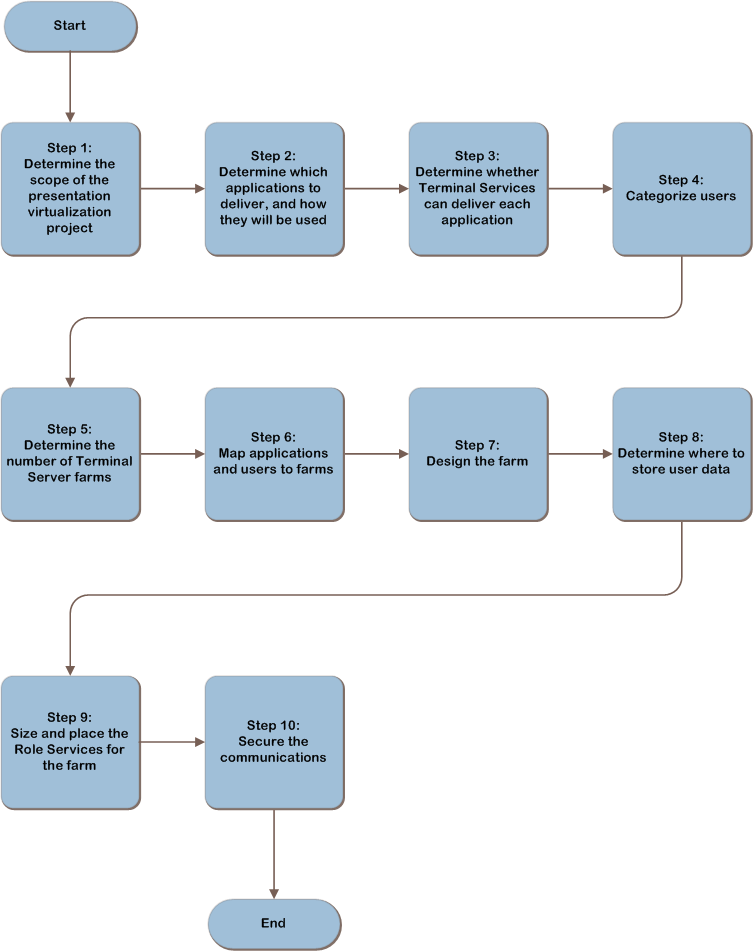 Start
Step 1:
Determine the
scope of the
presentation
virtualization
project
Step 2:
Determine which
applications to
deliver, and how
they will be used
Step 3:
Determine whether
Terminal Services
can deliver each
application
Step 4:
Categorize users
Step 5:
Determine the
number of Terminal
Server farms
Step 6:
Map applications
and users to farms
Step 7:
Design the farm
Step 8:
Determine where to
store user data
Step 9:
Size and place the
Role Services for
the farm
Step 10:
Secure the
communications
End